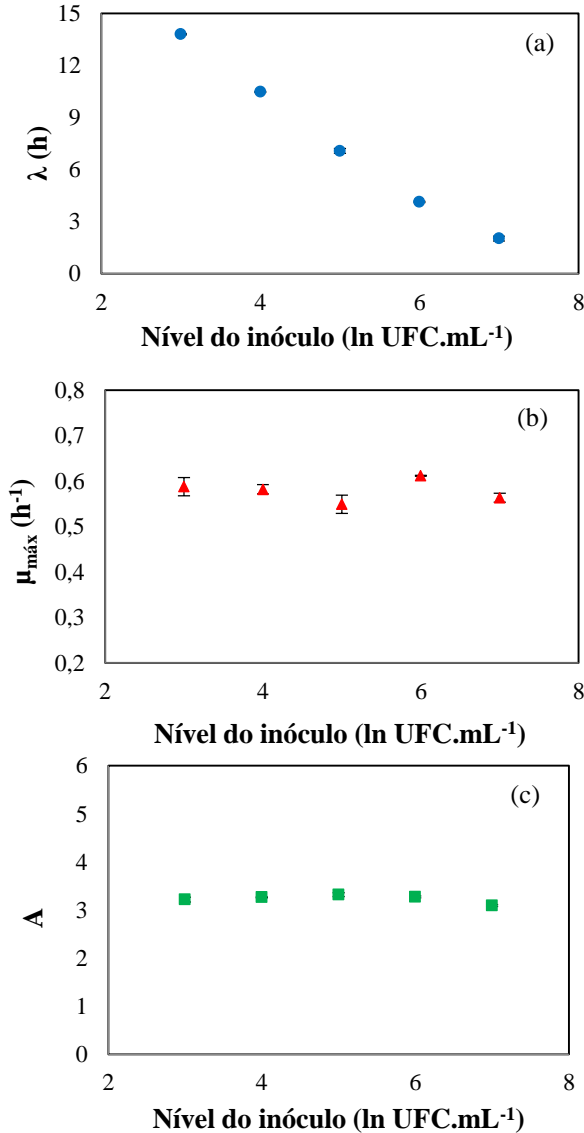 (a)
15
12
9
6
3
0
λ (h)
2 4 6 8
Nível do inóculo (ln UFC.mL⁻¹)
(b)
0,8
0,7
0,6
0,5
0,4
0,3
0,2
μmáx (h⁻¹)
2 4 6 8
Nível do inóculo (ln UFC.mL⁻¹)
(c)
6
5
4
3
2
1
0
A
2 4 6 8
Nível do inóculo (ln UFC.mL⁻¹)